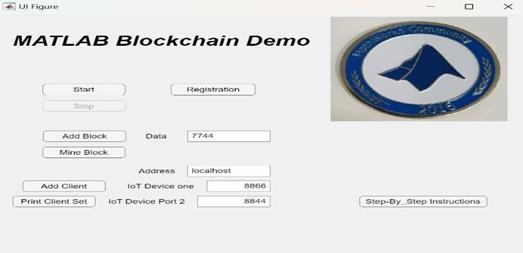 UI Figure
MATLAB Blockchain Demo
MathWorks Community
2016
Start
Registration
Stop
Add Block Data 7744
Mine Block
Address localhost
Add Client IoT Device one 8866
Print Client Set IoT Device Port 2 8844
Step-By_Step Instructions